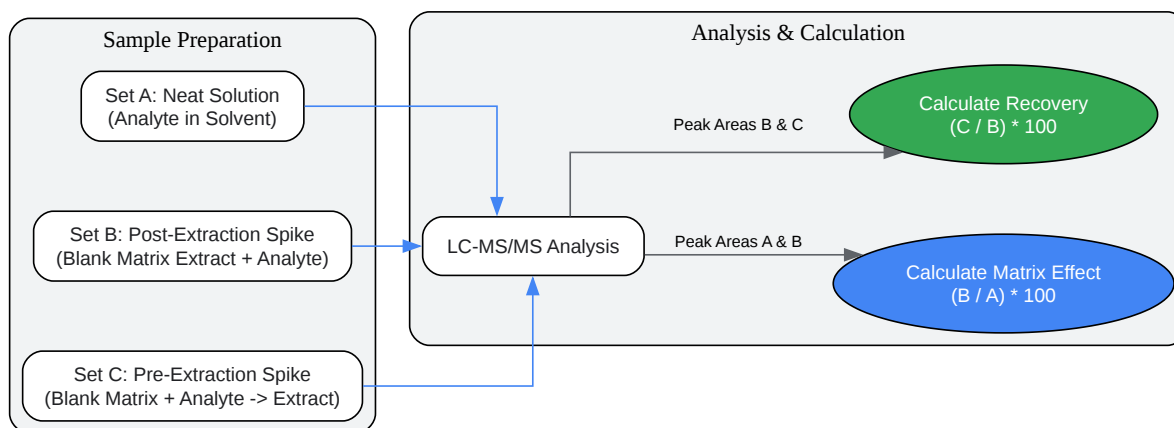 Sample Preparation
Set A: Neat Solution
(Analyte in Solvent)
Set B: Post-Extraction Spike
(Blank Matrix Extract + Analyte)
Set C: Pre-Extraction Spike
(Blank Matrix + Analyte -> Extract)
Analysis & Calculation
LC-MS/MS Analysis
Peak Areas B & C
Calculate Recovery
(C / B) * 100
Peak Areas A & B
Calculate Matrix Effect
(B / A) * 100